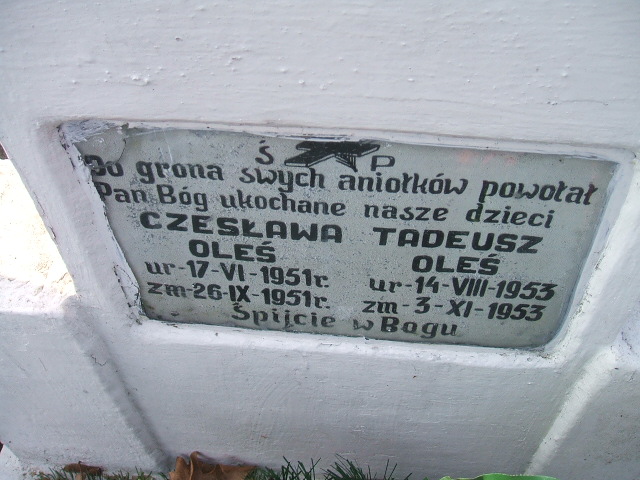 Ś P
Do grona swych aniołków powołał
Pan Bóg ukochane nasze dzieci
CZESŁAWA TADEUSZ
OLEŚ OLEŚ
ur-17-VI-1951r. ur-14-VIII-1953
zm-26-IX-1951r. zm-3-XI-1953
Śpijcie w Bogu